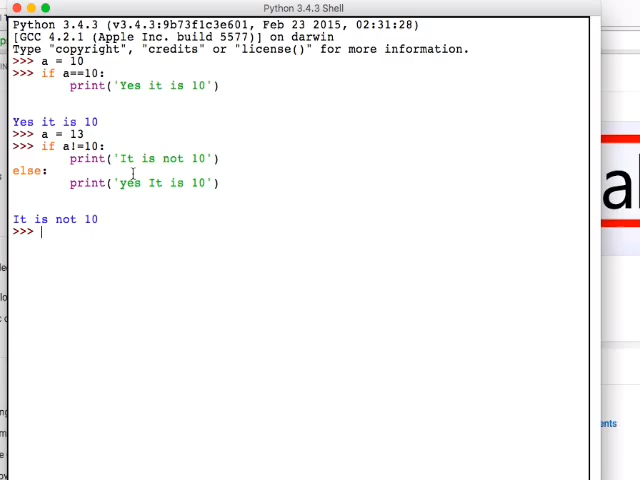 Python 3.4.3 Shell
Python 3.4.3 (v3.4.3:9b73f1c3e601, Feb 23 2015, 02:31:28)
[GCC 4.2.1 (Apple Inc. build 5577)] on darwin
Type "copyright", "credits" or "license()" for more information.
>>> a = 10
>>> if a==10:
        print('Yes it is 10')
Yes it is 10
>>> a = 13
>>> if a!=10:
        print('It is not 10')
else:
        print('yes It is 10')
It is not 10
>>>
al
ents